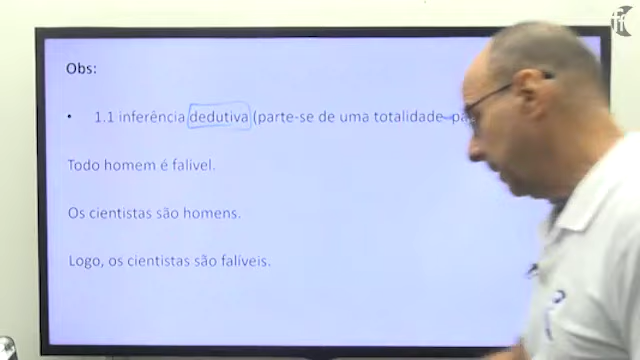 Obs:
• 1.1 inferência dedutiva (parte-se de uma totalidade
Todo homem é falível.
Os cientistas são homens.
Logo, os cientistas são falíveis.